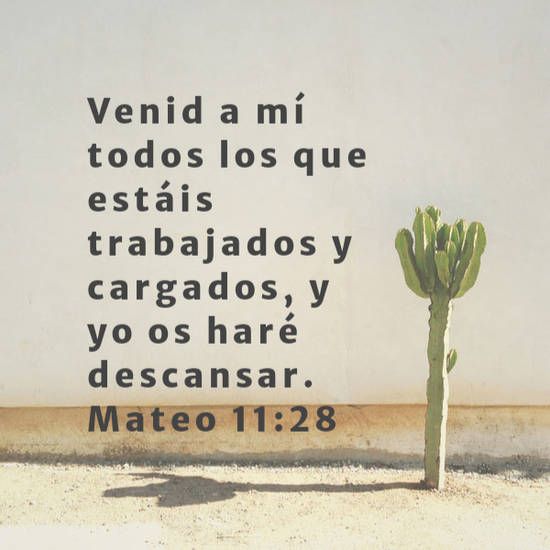 Venid a mí
todos los que
estáis
trabajados y
cargados, y
yo os haré
descansar.
Mateo 11:28